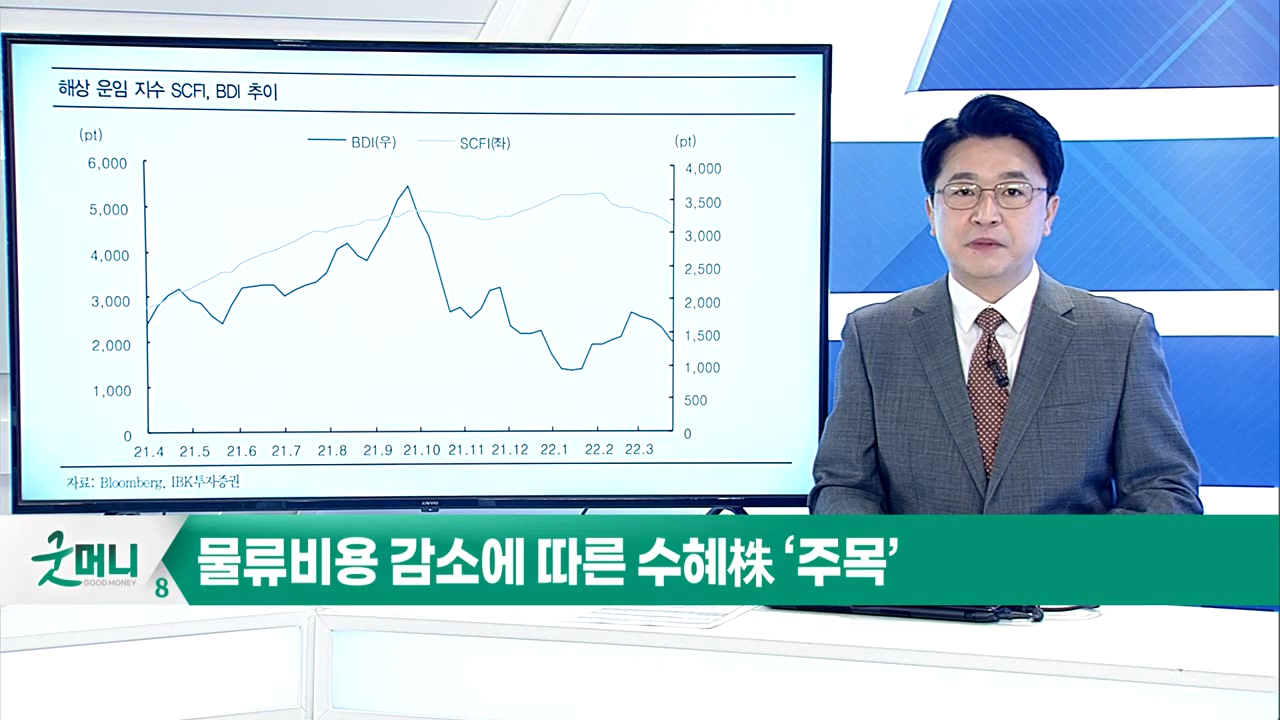 해상 운임 지수 SCFI, BDI 추이
(pt)
BDI(우)
SCFI(좌)
(pt)
6,000
5,000
4,000
3,000
2,000
1,000
0
4,000
3,500
3,000
2,500
2,000
1,500
1,000
500
0
21.4 21.5 21.6 21.7 21.8 21.9 21.10 21.11 21.12 22.1 22.2 22.3
자료: Bloomberg, IBK투자증권
굿머니
GOOD MONEY
8
물류비용 감소에 따른 수혜株 ‘주목’